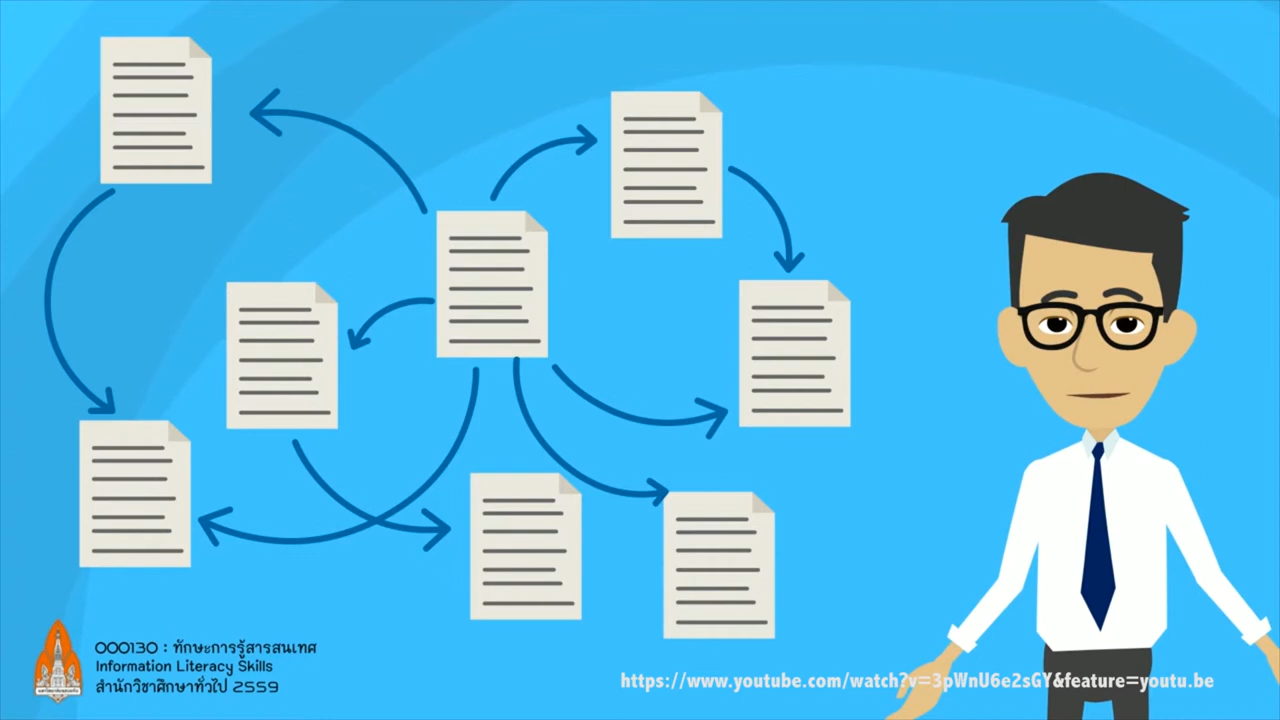 000130 : ทักษะการรู้สารสนเทศ
Information Literacy Skills
สำนักวิชาศึกษาทั่วไป 2559
https://www.youtube.com/watch?v=3pWnU6e2sGY&feature=youtu.be